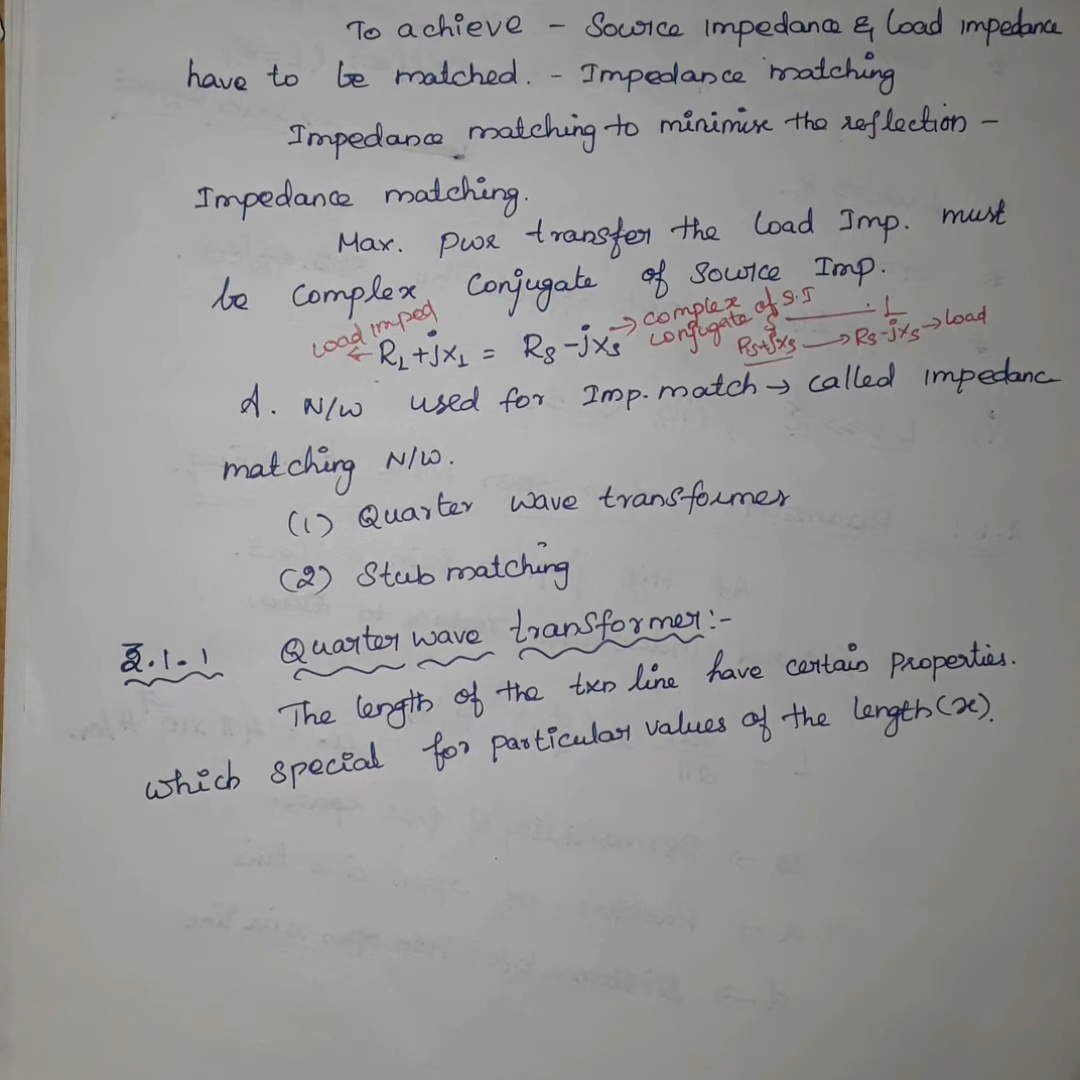 To achieve - Source impedance & Load impedance
have to be matched. - Impedance matching
Impedance matching to minimise the reflection -
Impedance matching.
Max. pwr transfer the Load Imp. must
be complex conjugate of source Imp.
Load imped → complex conjugate of S.I
S L
R_L + jX_L = R_S - jX_S
R_S + jX_S → R_S - jX_S → load
A. N/W used for Imp. match → called impedanc
matching N/W.
(1) Quarter wave transformer
(2) Stub matching
2.1.1 Quarter wave transformer:-
The length of the txn line have certain properties.
which special for particular values of the length (x).